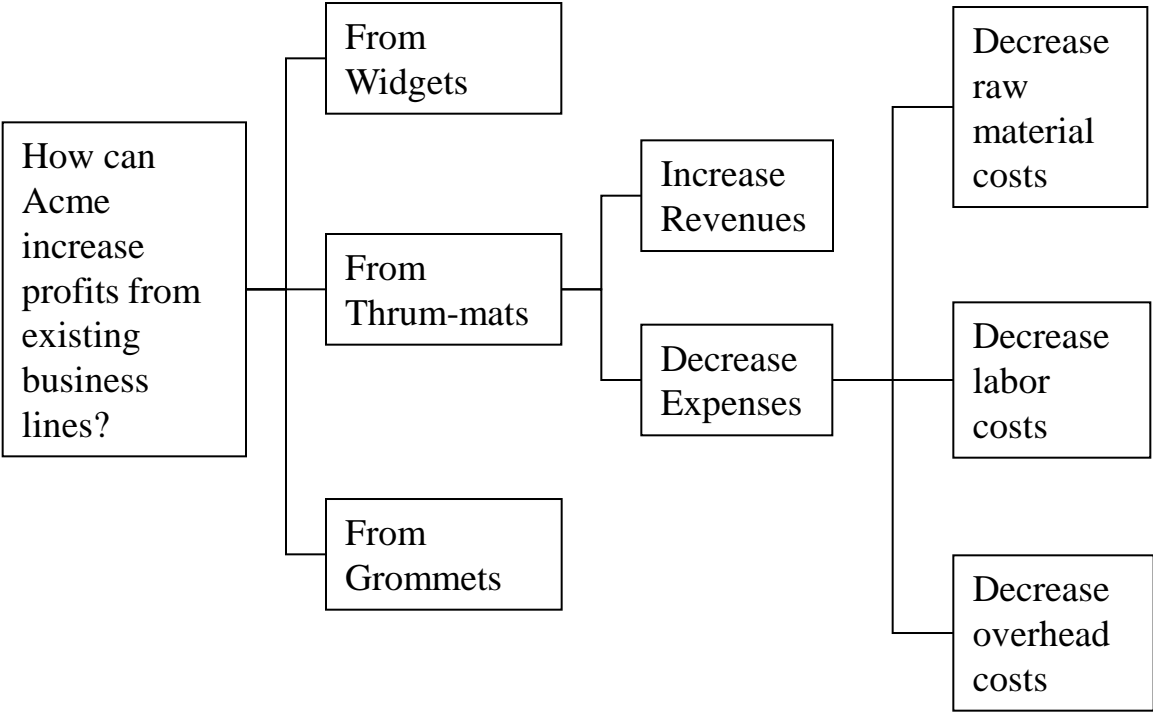 How can
Acme
increase
profits from
existing
business
lines?
From
Widgets
From
Thrum-mats
From
Grommets
Increase
Revenues
Decrease
Expenses
Decrease
raw
material
costs
Decrease
labor
costs
Decrease
overhead
costs